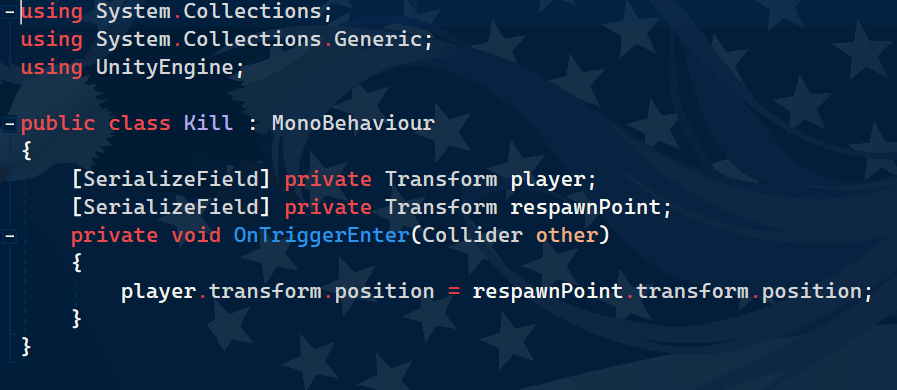 using System.Collections;
using System.Collections.Generic;
using UnityEngine;
public class Kill : MonoBehaviour
{
[SerializeField] private Transform player;
[SerializeField] private Transform respawnPoint;
private void OnTriggerEnter(Collider other)
{
player.transform.position = respawnPoint.transform.position;
}
}